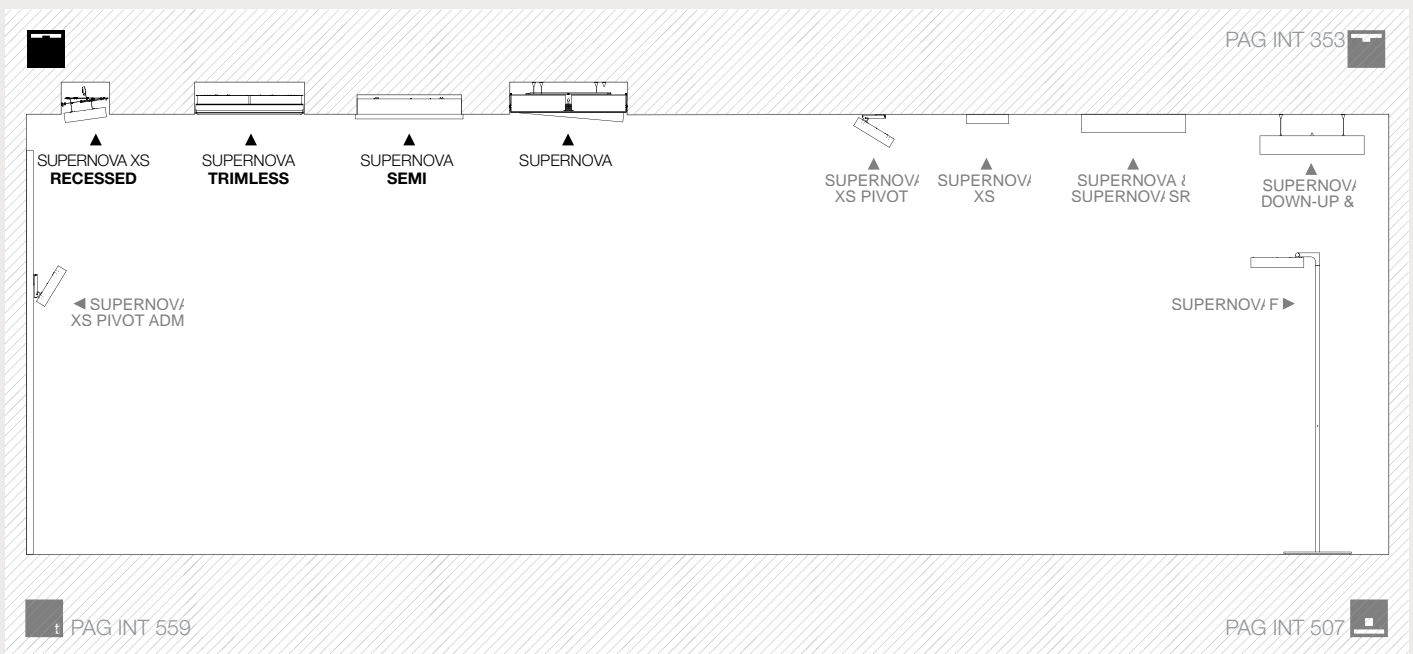 PAG INT 353
SUPERNOVA XS
RECESSED
SUPERNOVA
TRIMLESS
SUPERNOVA
SEMI
SUPERNOVA
SUPERNOVA
XS PIVOT
SUPERNOVA
XS
SUPERNOVA &
SUPERNOVA SR
SUPERNOVA
DOWN-UP &
SUPERNOVA
XS PIVOT ADM
SUPERNOVA F
t PAG INT 559
PAG INT 507